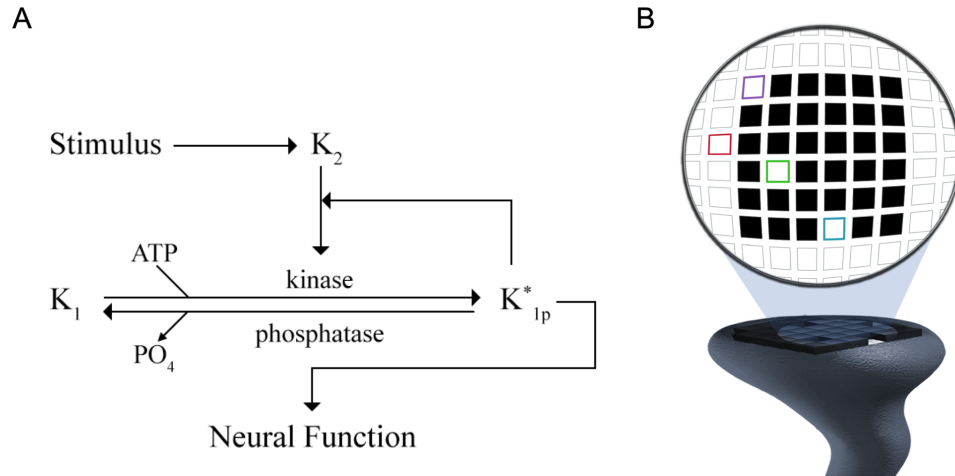 A
B
Stimulus
K₂
ATP
kinase
K₁
K*₁ₚ
phosphatase
PO₄
Neural Function